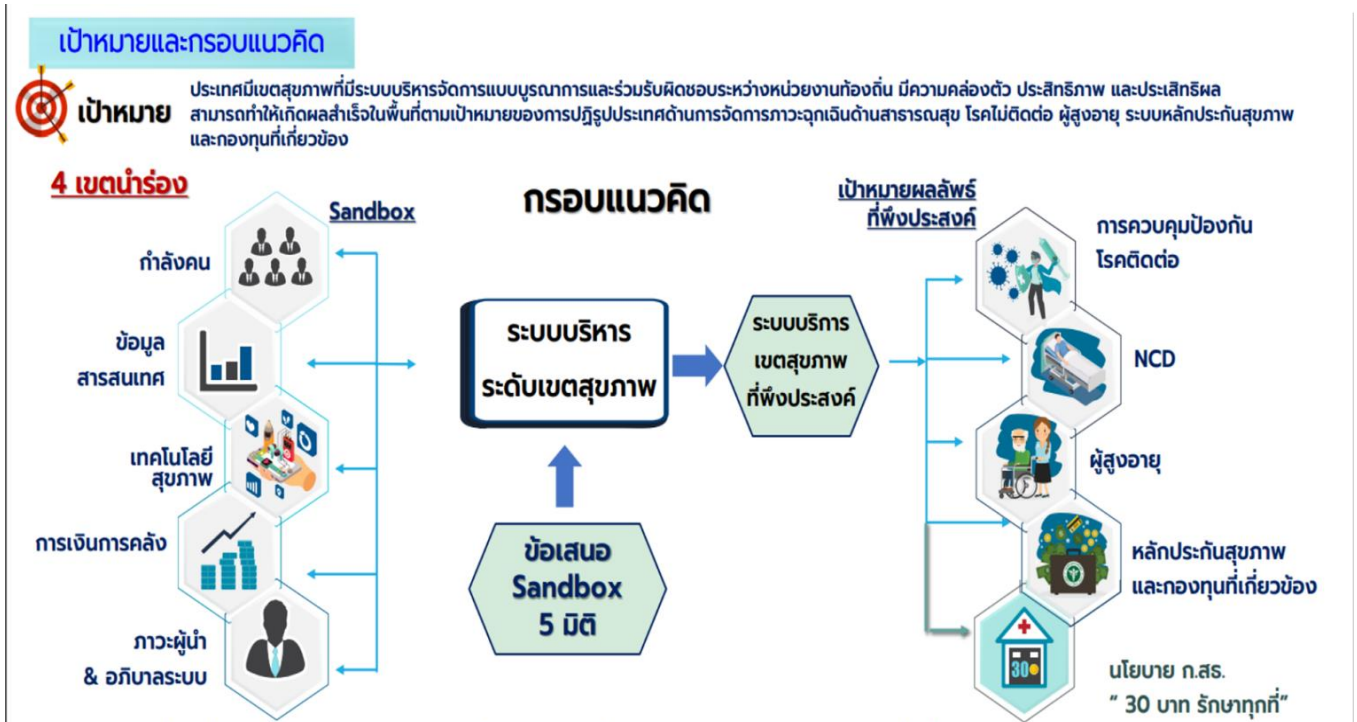 เป้าหมายและกรอบแนวคิด
เป้าหมาย
ประเทศมีเขตสุขภาพที่มีระบบบริหารจัดการแบบบูรณาการและร่วมรับผิดชอบระหว่างหน่วยงานท้องถิ่น มีความคล่องตัว ประสิทธิภาพ และประเสิทธิผล
สามารถทำให้เกิดผลสำเร็จในพื้นที่ตามเป้าหมายของการปฏิรูปประเทศด้านการจัดการภาวะฉุกเฉินด้านสาธารณสุข โรคไม่ติดต่อ ผู้สูงอายุ ระบบหลักประกันสุขภาพ
และกองทุนที่เกี่ยวข้อง
4 เขตนำร่อง
Sandbox
กำลังคน
ข้อมูล
สารสนเทศ
เทคโนโลยี
สุขภาพ
การเงินการคลัง
ภาวะผู้นำ
& อภิบาลระบบ
กรอบแนวคิด
ระบบบริหาร
ระดับเขตสุขภาพ
ข้อเสนอ
Sandbox
5 มิติ
ระบบบริการ
เขตสุขภาพ
ที่พึงประสงค์
เป้าหมายผลลัพธ์
ที่พึงประสงค์
การควบคุมป้องกัน
โรคติดต่อ
NCD
ผู้สูงอายุ
หลักประกันสุขภาพ
และกองทุนที่เกี่ยวข้อง
30
นโยบาย ก.สธ.
“ 30 บาท รักษาทุกที่”